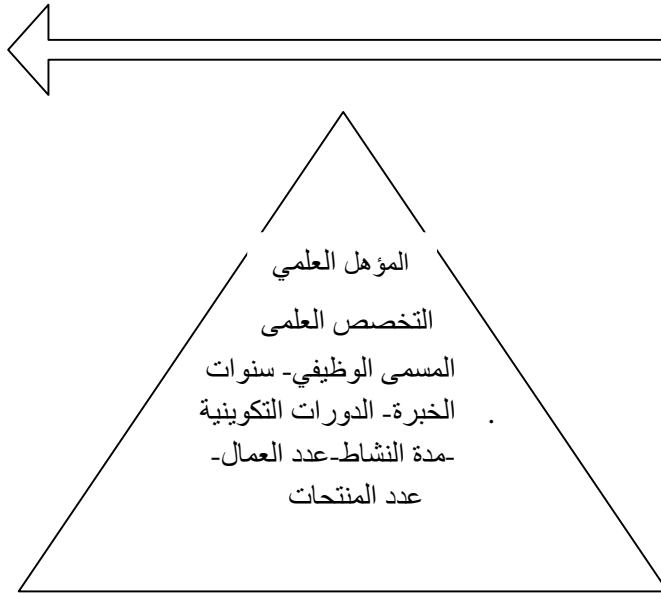 المؤهل العلمي
التخصص العلمى
المسمى الوظيفي- سنوات
الخبرة- الدورات التكوينية
-مدة النشاط-عدد العمال-
عدد المنتجات
.